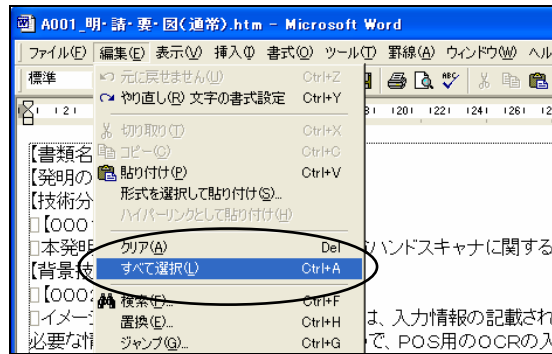 A001_明・請・要・図(通常).htm - Microsoft Word
ファイル(F) 編集(E) 表示(V) 挿入(I) 書式(O) ツール(T) 罫線(A) ウィンドウ(W) ヘル
標準
元に戻せません(U) Ctrl+Z
やり直し(R) 文字の書式設定 Ctrl+Y
切り取り(T) Ctrl+X
コピー(C) Ctrl+C
貼り付け(P) Ctrl+V
形式を選択して貼り付け(S)...
ハイパーリンクとして貼り付け(H)
クリア(A) Del
すべて選択(L) Ctrl+A
検索(F)... Ctrl+F
置換(E)... Ctrl+H
ジャンプ(G)... Ctrl+G
【書類名
【発明の
【技術分
【000
本発明 ハンドスキャナに関する
【背景技
【000
イメー は、入力情報の記載され
必要な情 で、POS用のOCRの入